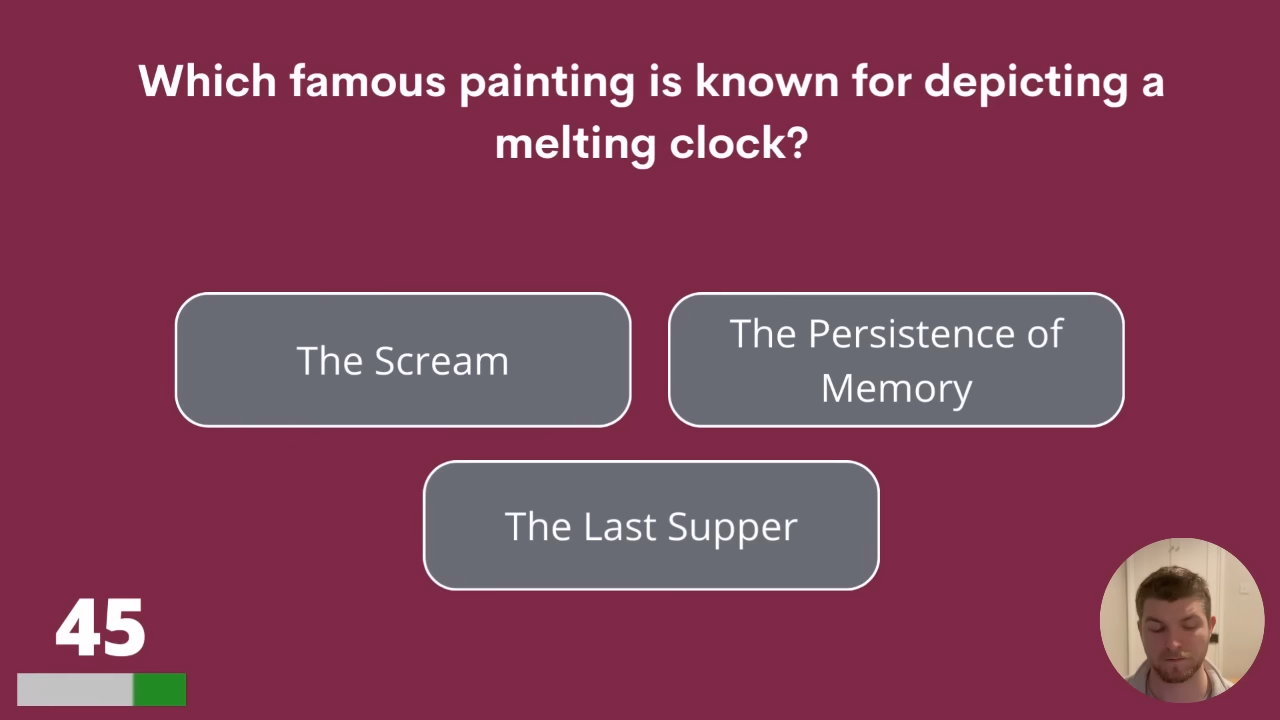 Which famous painting is known for depicting a
melting clock?
The Scream
The Persistence of
Memory
The Last Supper
45